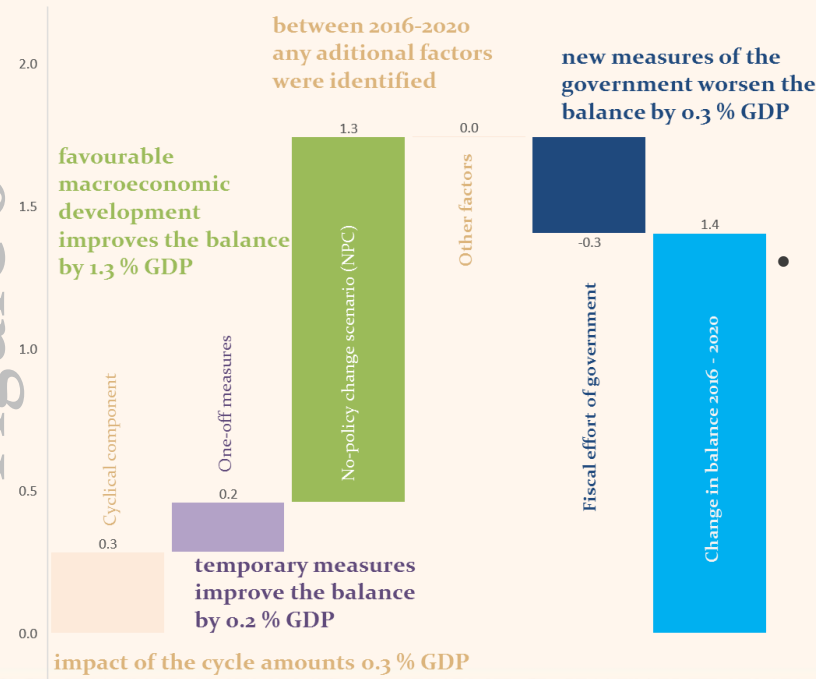 between 2016-2020
any aditional factors
were identified
new measures of the
government worsen the
balance by 0.3 % GDP
favourable
macroeconomic
development
improves the balance
by 1.3 % GDP
2.0
1.5
1.0
0.5
0.0
0.3
Cyclical component
0.2
One-off measures
1.3
No-policy change scenario (NPC)
0.0
Other factors
-0.3
Fiscal effort of government
1.4
Change in balance 2016 - 2020
temporary measures
improve the balance
by 0.2 % GDP
impact of the cycle amounts 0.3 % GDP